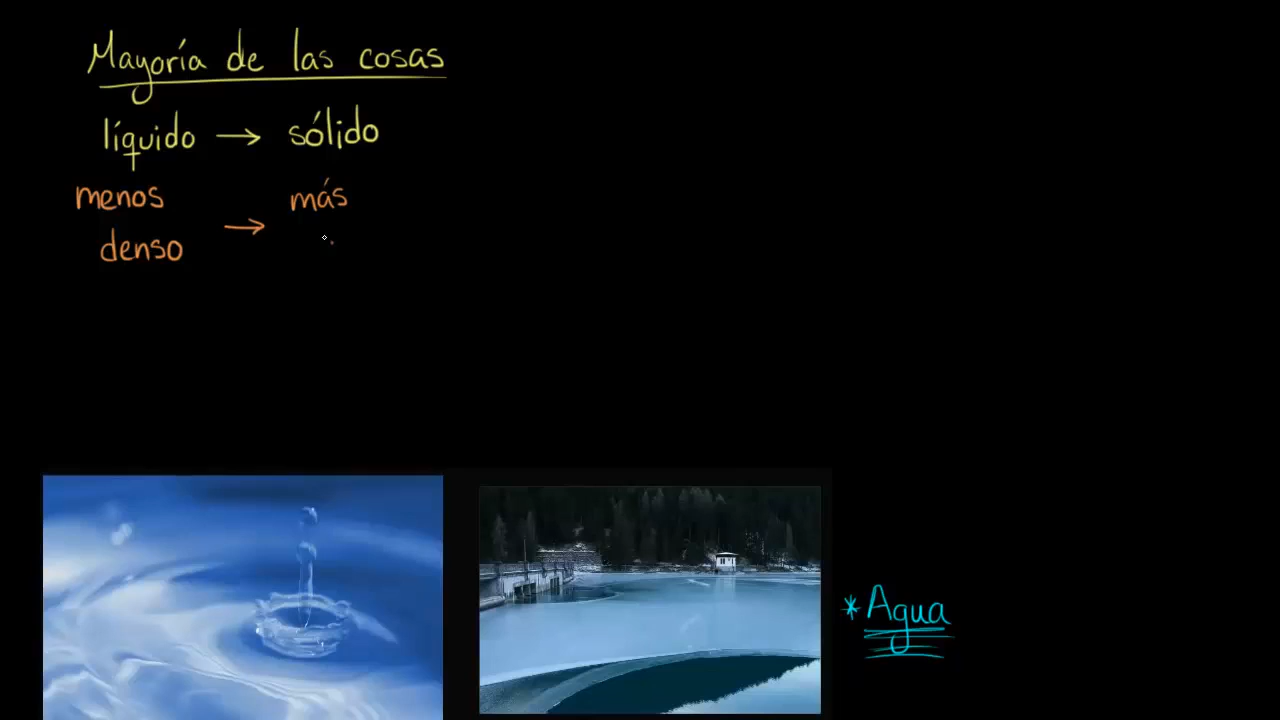 Mayoría de las cosas
líquido → sólido
menos → más
denso
* Agua